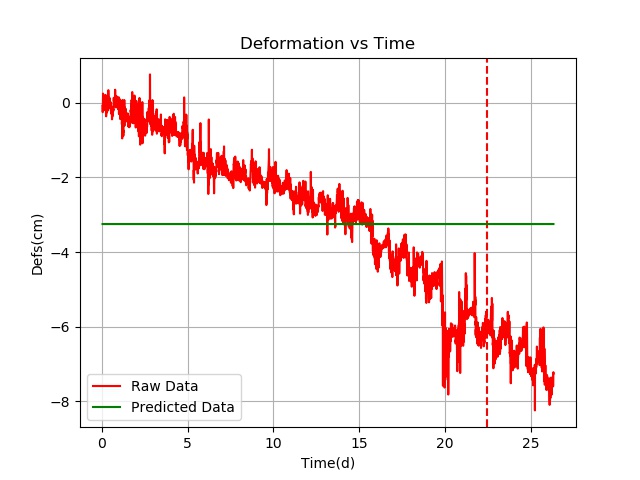 Deformation vs Time
Defs(cm)
0
−2
−4
−6
−8
Raw Data
Predicted Data
0 5 10 15 20 25
Time(d)